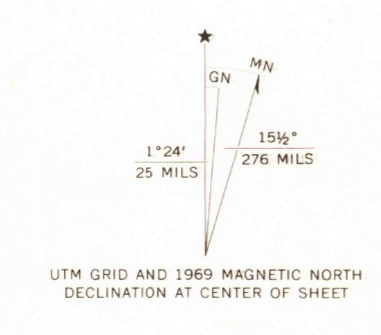 ★
MN
GN
1°24'
25 MILS
15½°
276 MILS
UTM GRID AND 1969 MAGNETIC NORTH
DECLINATION AT CENTER OF SHEET